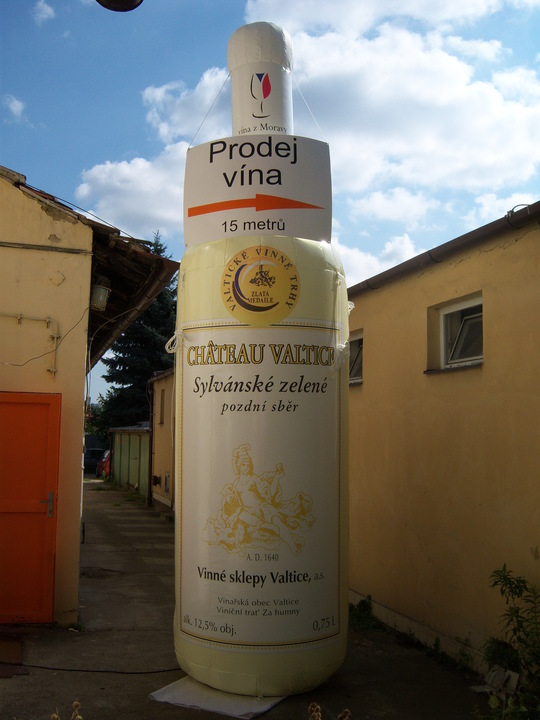 vína z Moravy
Prodej
vína
15 metrů
VALTICKÉ VINNÉ TRHY
ZLATÁ
MEDAILE
CHÂTEAU VALTICE
Sylvánské zelené
pozdní sběr
A. D. 1640
Vinné sklepy Valtice, a.s.
Vinařská obec Valtice
Viniční trať Za humny
alk. 12,5% obj.
0,75 L